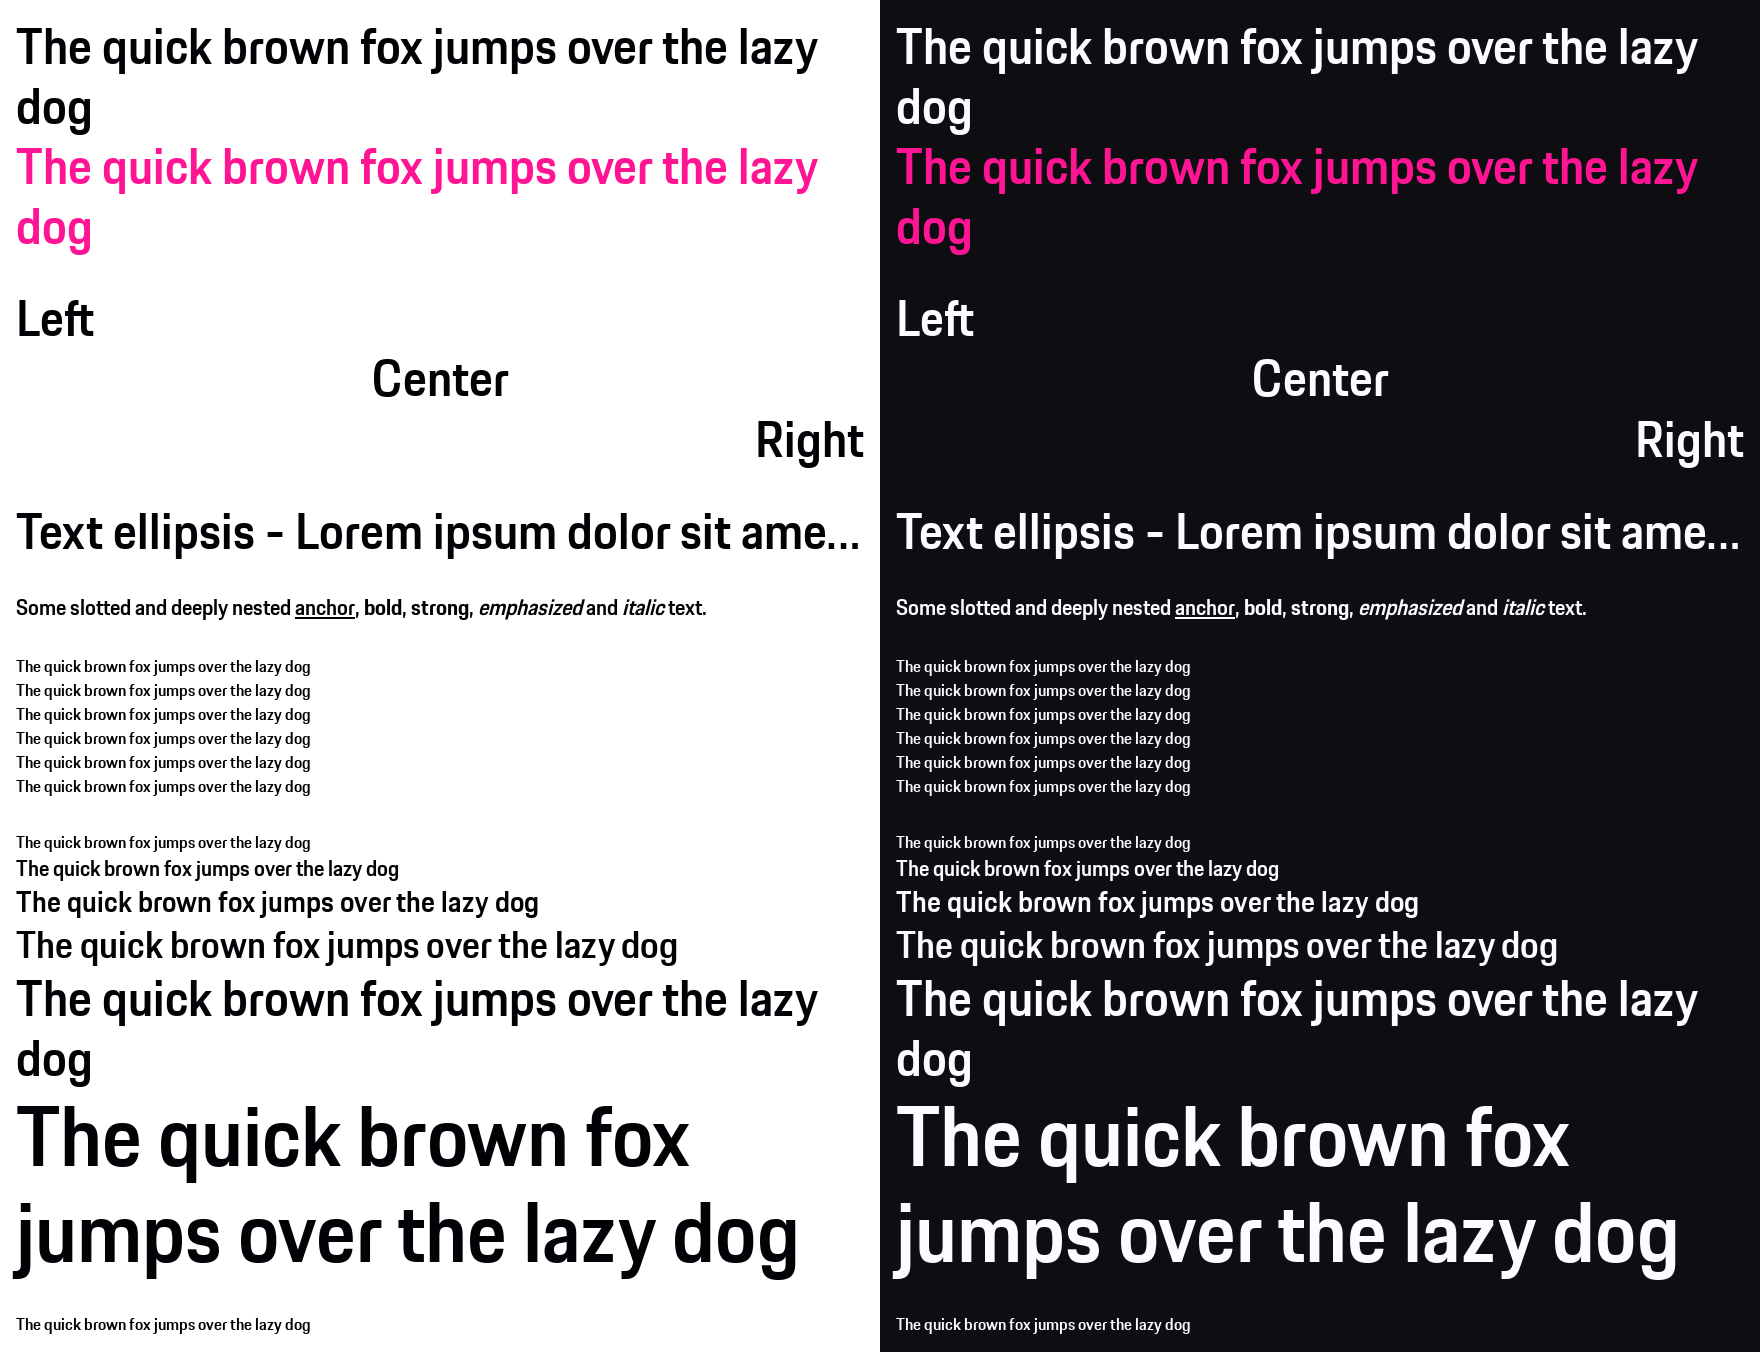 The quick brown fox jumps over the lazy
dog
The quick brown fox jumps over the lazy
dog
Left
Center
Right
Text ellipsis - Lorem ipsum dolor sit ame...
Some slotted and deeply nested anchor, bold, strong, emphasized and italic text.
The quick brown fox jumps over the lazy dog
The quick brown fox jumps over the lazy dog
The quick brown fox jumps over the lazy dog
The quick brown fox jumps over the lazy dog
The quick brown fox jumps over the lazy dog
The quick brown fox jumps over the lazy dog
The quick brown fox jumps over the lazy dog
The quick brown fox jumps over the lazy dog
The quick brown fox jumps over the lazy dog
The quick brown fox jumps over the lazy dog
The quick brown fox jumps over the lazy
dog
The quick brown fox
jumps over the lazy dog
The quick brown fox jumps over the lazy dog
The quick brown fox jumps over the lazy
dog
The quick brown fox jumps over the lazy
dog
Left
Center
Right
Text ellipsis - Lorem ipsum dolor sit ame...
Some slotted and deeply nested anchor, bold, strong, emphasized and italic text.
The quick brown fox jumps over the lazy dog
The quick brown fox jumps over the lazy dog
The quick brown fox jumps over the lazy dog
The quick brown fox jumps over the lazy dog
The quick brown fox jumps over the lazy dog
The quick brown fox jumps over the lazy dog
The quick brown fox jumps over the lazy dog
The quick brown fox jumps over the lazy dog
The quick brown fox jumps over the lazy dog
The quick brown fox jumps over the lazy dog
The quick brown fox jumps over the lazy
dog
The quick brown fox
jumps over the lazy dog
The quick brown fox jumps over the lazy dog